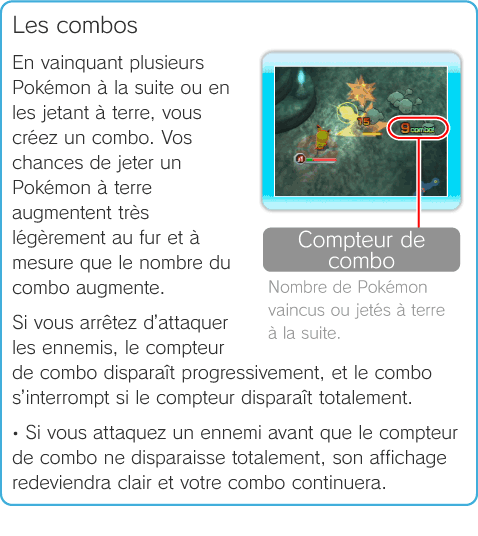 Les combos
En vainquant plusieurs
Pokémon à la suite ou en
les jetant à terre, vous
créez un combo. Vos
chances de jeter un
Pokémon à terre
augmentent très
légèrement au fur et à
mesure que le nombre du
combo augmente.
15
9combo!
Compteur de
combo
Nombre de Pokémon
vaincus ou jetés à terre
à la suite.
Si vous arrêtez d'attaquer
les ennemis, le compteur
de combo disparaît progressivement, et le combo
s'interrompt si le compteur disparaît totalement.
• Si vous attaquez un ennemi avant que le compteur
de combo ne disparaisse totalement, son affichage
redeviendra clair et votre combo continuera.